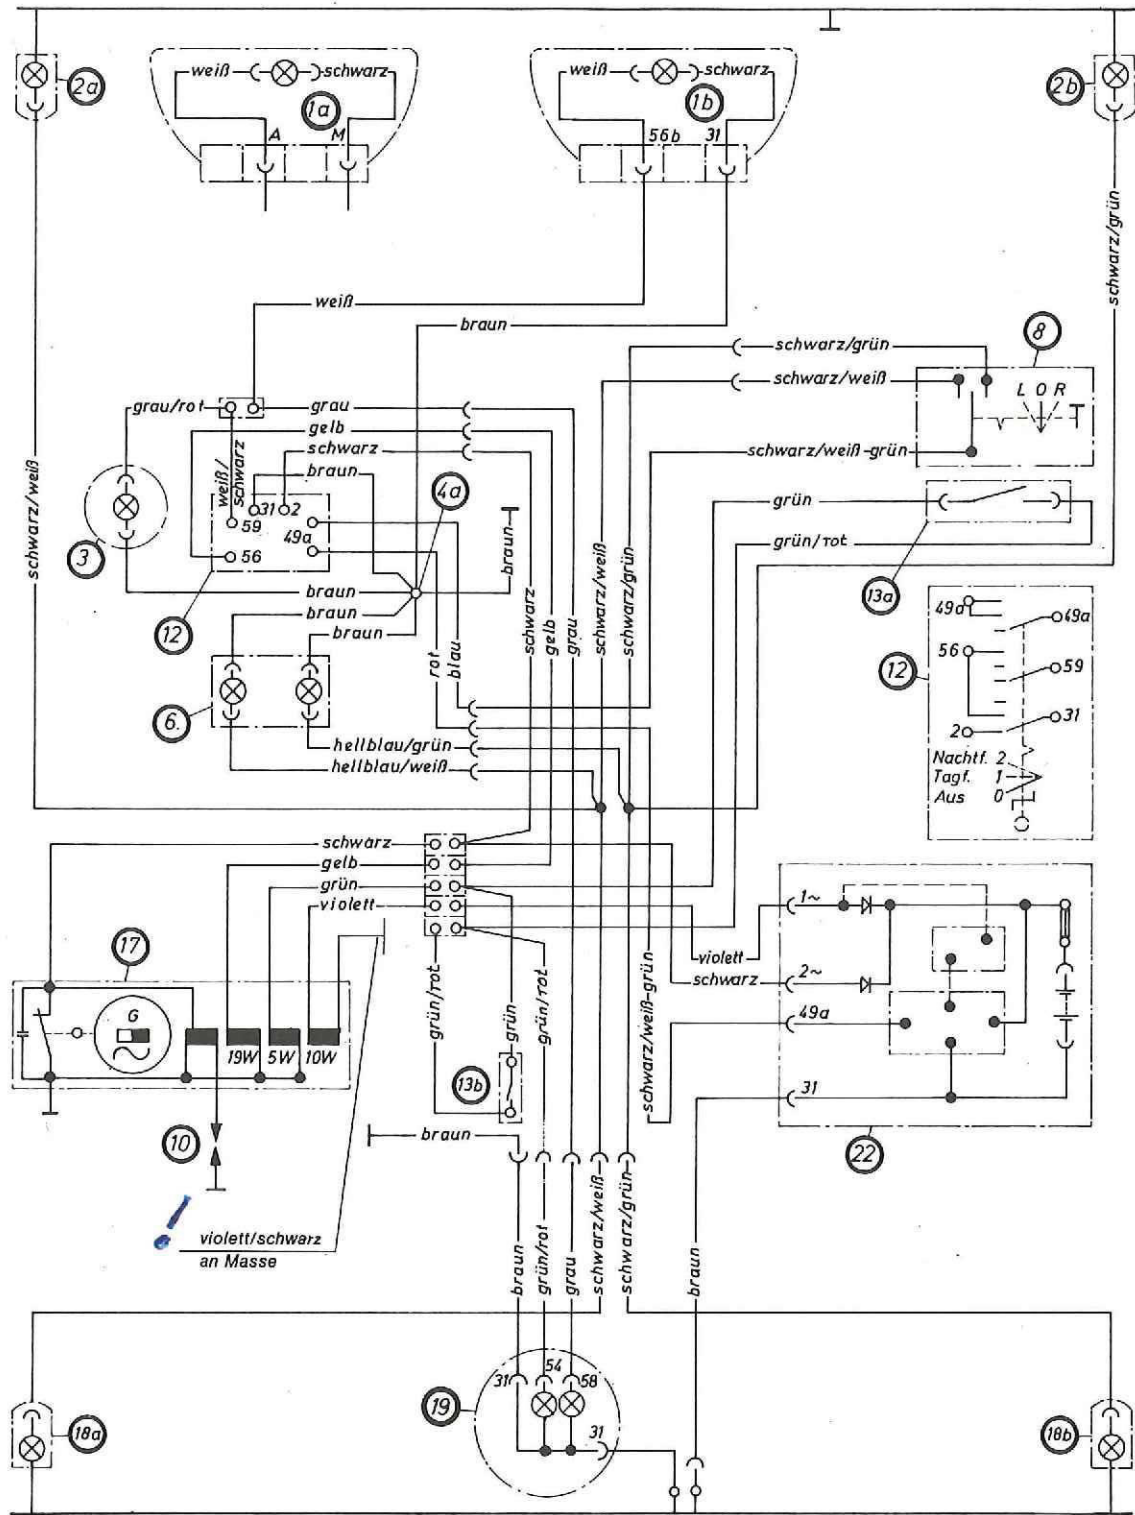 2a
weiß
schwarz
1a
A
M
weiß
schwarz
1b
56b
31
2b
schwarz/grün
weiß
braun
schwarz/grün
8
schwarz/weiß
L O R
grau/rot
grau
gelb
schwarz
schwarz/weiß-grün
weiß/
schwarz
braun
4a
grün
31
2
59
49a
56
3
grün/rot
13a
schwarz/weiß
braun
braun
braun
braun
12
schwarz
gelb
grau
schwarz/weiß
schwarz/grün
rot
blau
49a
49a
56
59
12
31
2
6.
hellblau/grün
hellblau/weiß
Nachtf. 2
Tagf. 1
Aus 0
schwarz
gelb
grün
violett
1~
17
violett
schwarz
2~
49a
G
19W
5W
10W
grün/rot
grün
grün/rot
schwarz/weiß-grün
13b
31
10
braun
22
violett/schwarz
an Masse
braun
grün/rot
grau
schwarz/weiß
schwarz/grün
braun
31
54
58
19
31
18a
18b